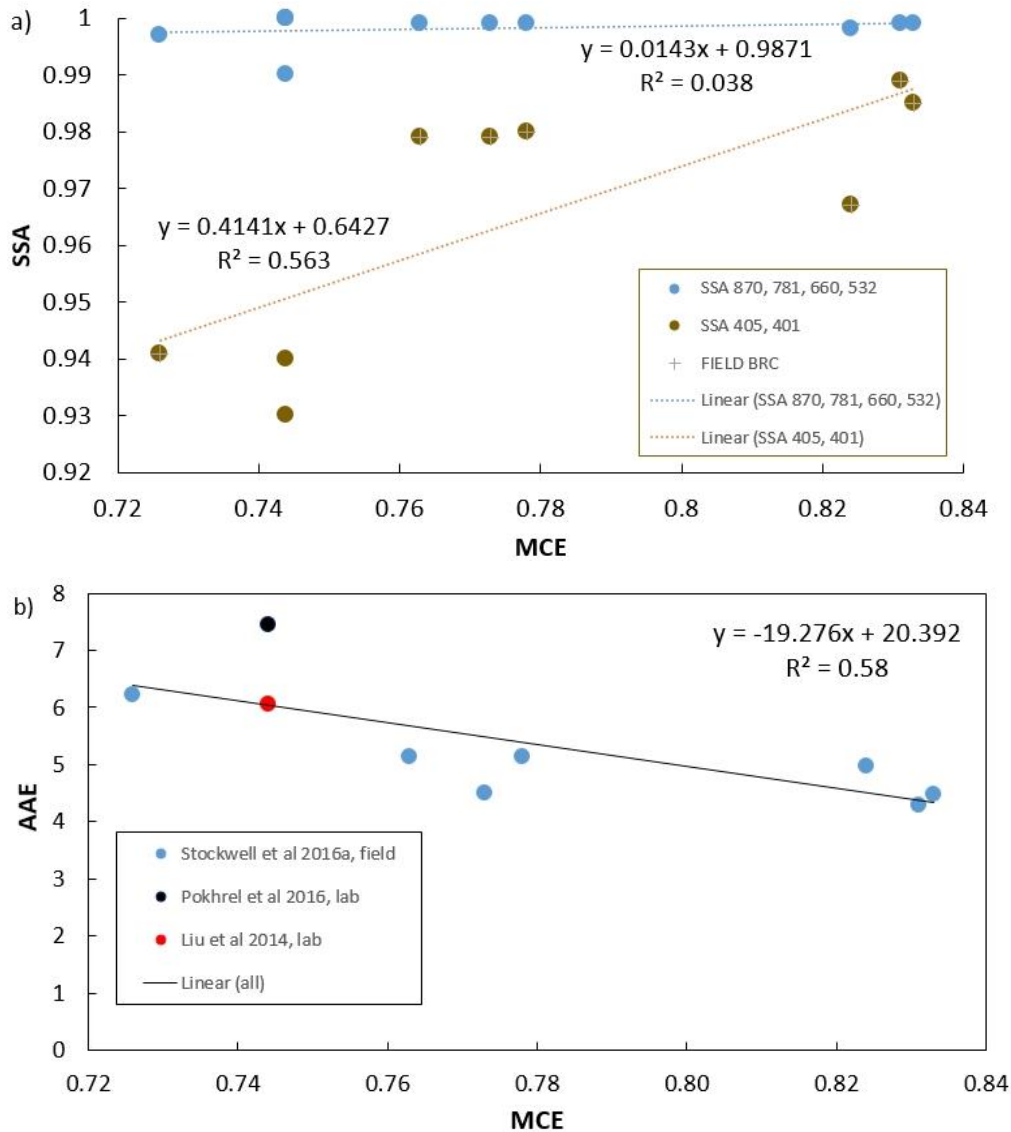 a)
1
0.99
0.98
0.97
0.96
0.95
0.94
0.93
0.92
SSA
y = 0.0143x + 0.9871
R² = 0.038
y = 0.4141x + 0.6427
R² = 0.563
SSA 870, 781, 660, 532
SSA 405, 401
FIELD BRC
Linear (SSA 870, 781, 660, 532)
Linear (SSA 405, 401)
0.72 0.74 0.76 0.78 0.8 0.82 0.84
MCE
b)
8
7
6
5
4
3
2
1
0
AAE
y = -19.276x + 20.392
R² = 0.58
Stockwell et al 2016a, field
Pokhrel et al 2016, lab
Liu et al 2014, lab
Linear (all)
0.72 0.74 0.76 0.78 0.80 0.82 0.84
MCE